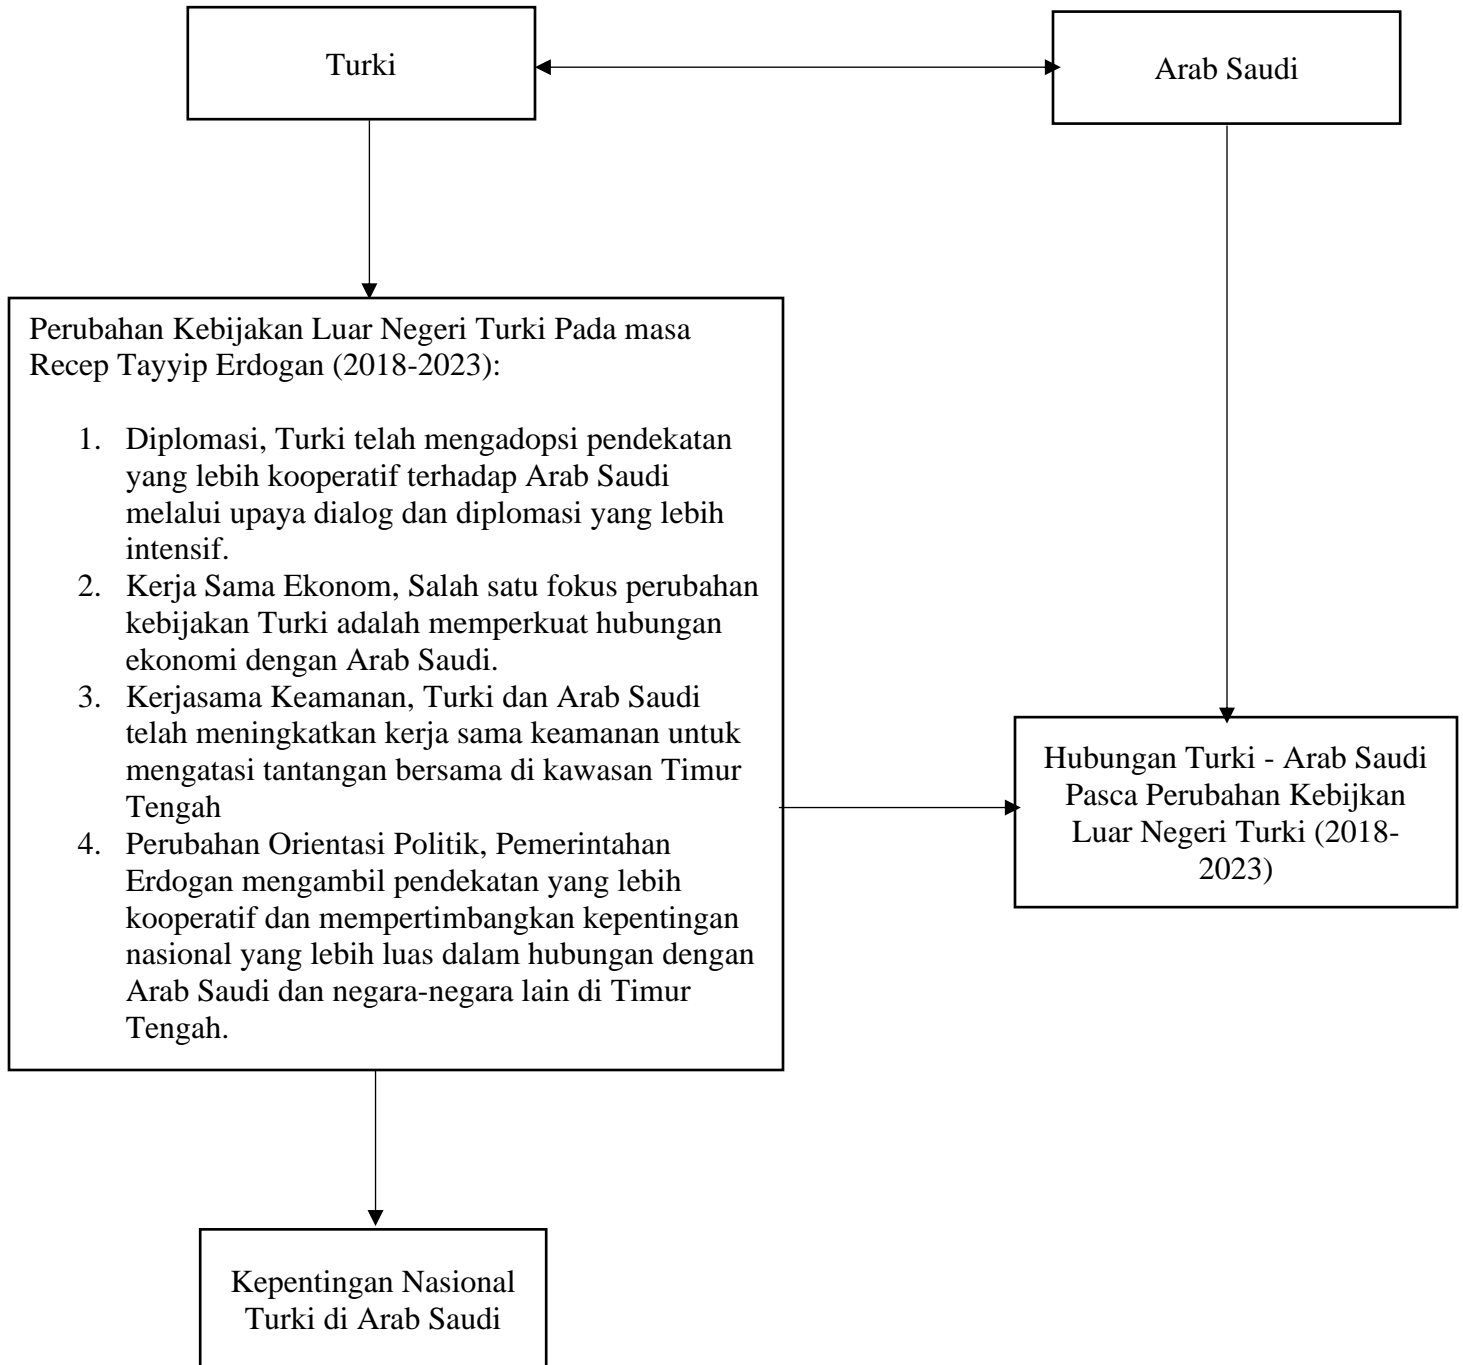 Turki
Arab Saudi
Perubahan Kebijakan Luar Negeri Turki Pada masa
Recep Tayyip Erdogan (2018-2023):
1. Diplomasi, Turki telah mengadopsi pendekatan
yang lebih kooperatif terhadap Arab Saudi
melalui upaya dialog dan diplomasi yang lebih
intensif.
2. Kerja Sama Ekonom, Salah satu fokus perubahan
kebijakan Turki adalah memperkuat hubungan
ekonomi dengan Arab Saudi.
3. Kerjasama Keamanan, Turki dan Arab Saudi
telah meningkatkan kerja sama keamanan untuk
mengatasi tantangan bersama di kawasan Timur
Tengah
4. Perubahan Orientasi Politik, Pemerintahan
Erdogan mengambil pendekatan yang lebih
kooperatif dan mempertimbangkan kepentingan
nasional yang lebih luas dalam hubungan dengan
Arab Saudi dan negara-negara lain di Timur
Tengah.
Hubungan Turki - Arab Saudi
Pasca Perubahan Kebijkan
Luar Negeri Turki (2018-
2023)
Kepentingan Nasional
Turki di Arab Saudi